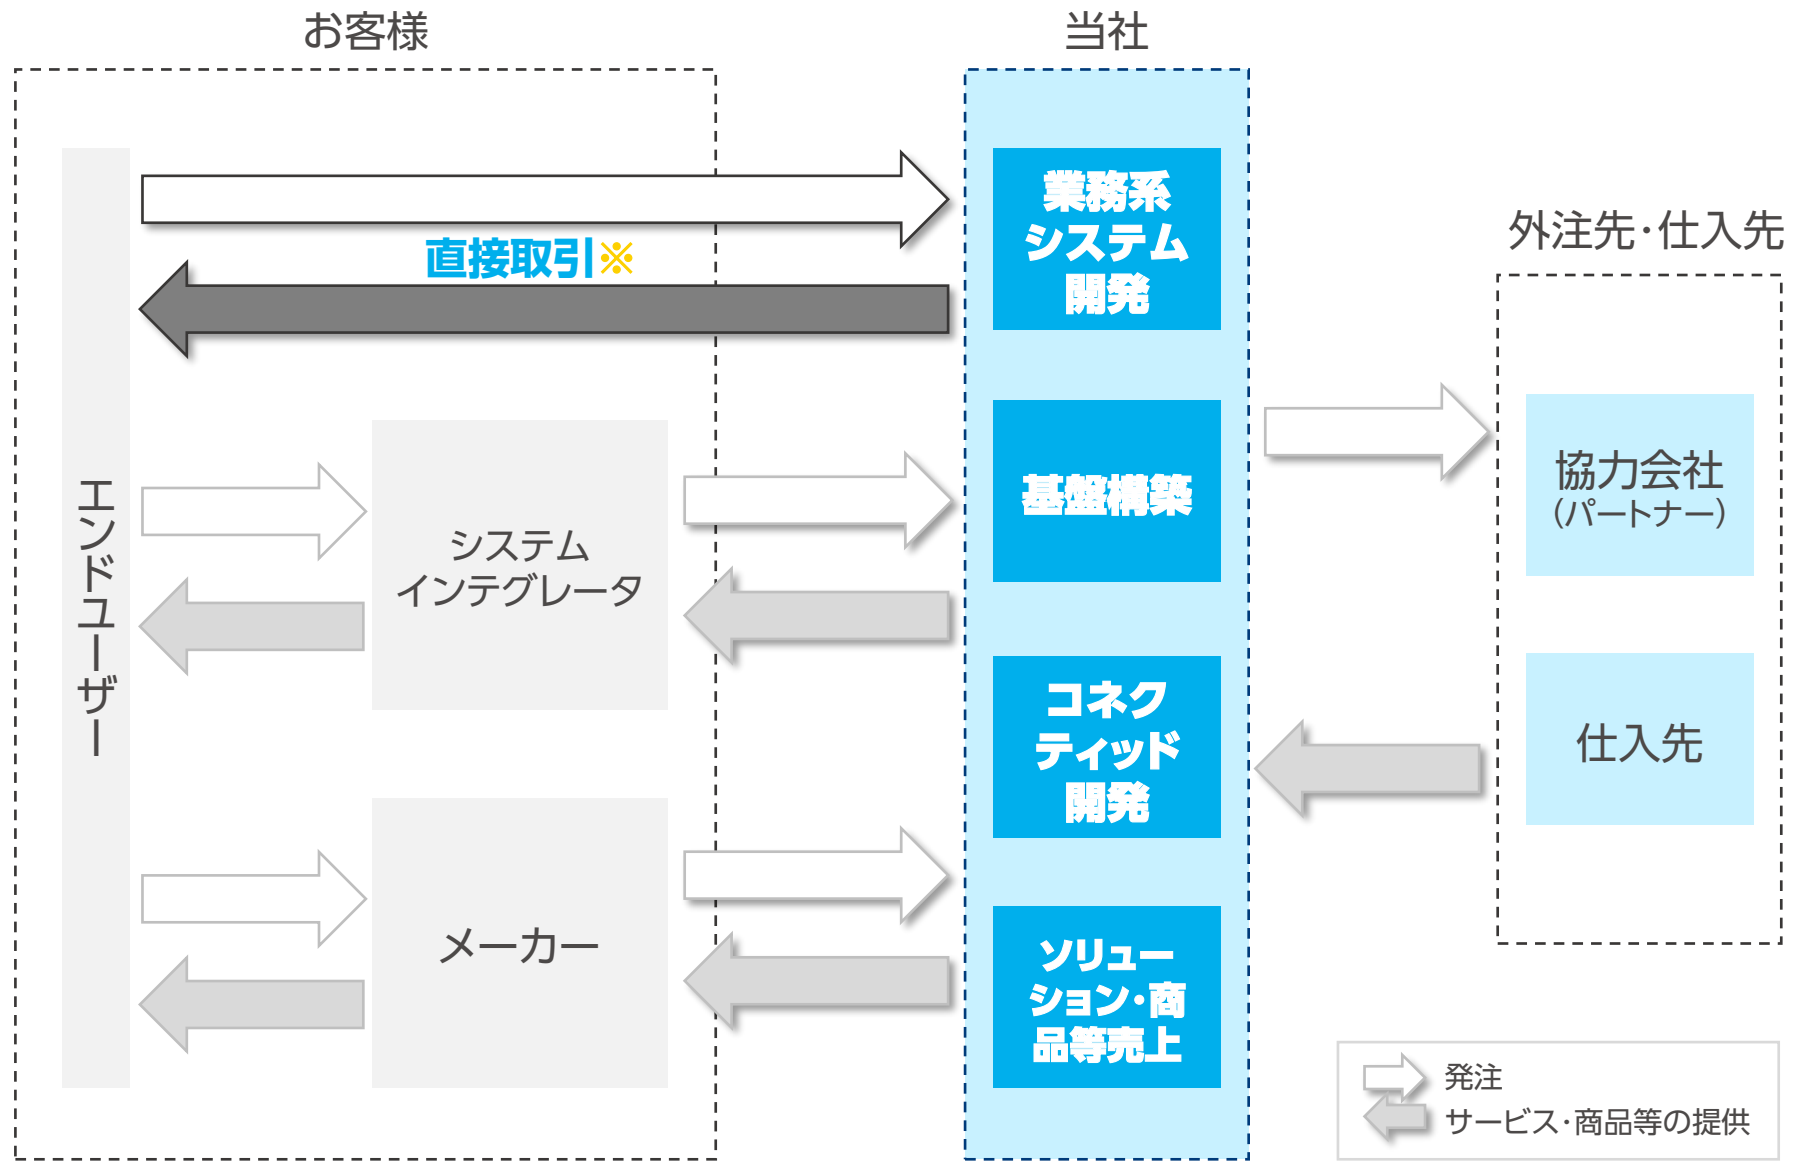 お客様
当社
業務系
システム
開発
直接取引※
外注先・仕入先
エンドユーザー
システム
インテグレータ
基盤構築
協力会社
（パートナー）
コネク
ティッド
開発
仕入先
メーカー
ソリュー
ション・商
品等売上
発注
サービス・商品等の提供